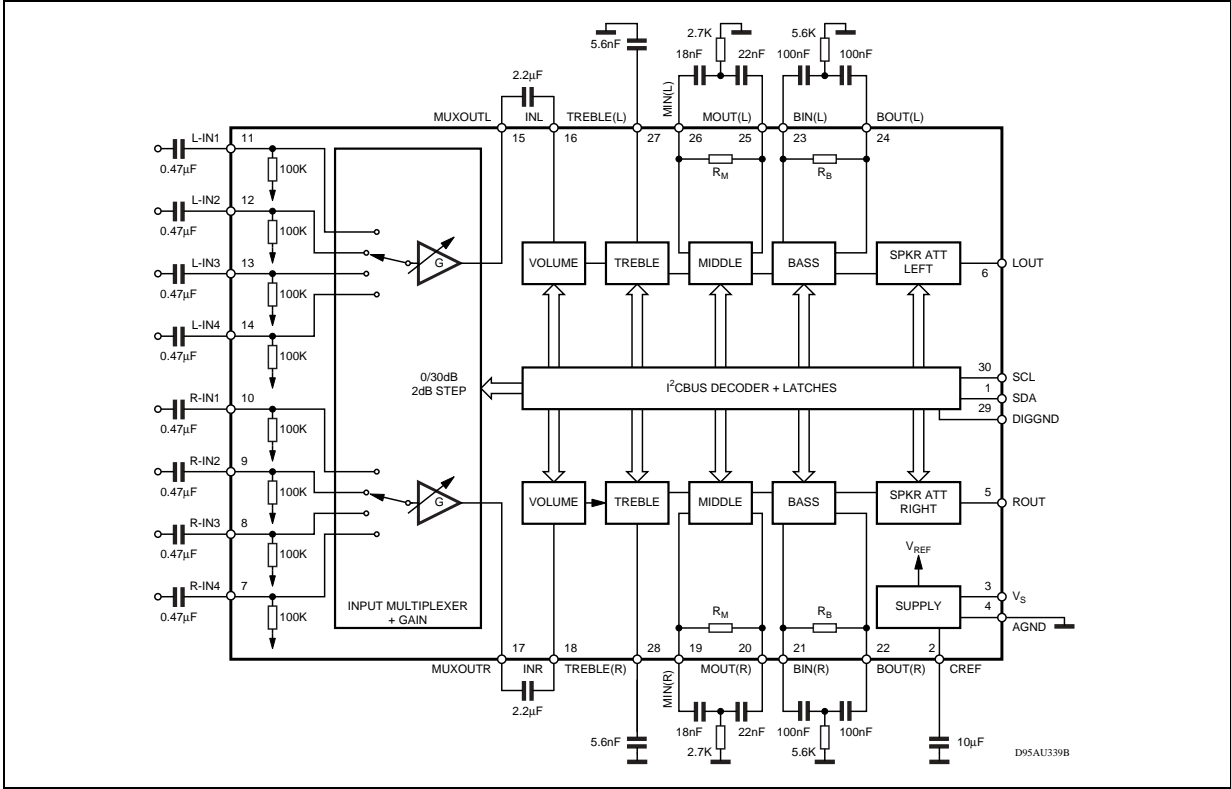 5.6nF
2.7K
18nF 22nF
5.6K
100nF 100nF
2.2µF
MUXOUTL INL TREBLE(L) MIN(L) MOUT(L) BIN(L) BOUT(L)
15 16 27 26 25 23 24
L-IN1 11
0.47µF 100K
L-IN2 12
0.47µF 100K
L-IN3 13
0.47µF 100K
L-IN4 14
0.47µF 100K
R-IN1 10
0.47µF 100K
R-IN2 9
0.47µF 100K
R-IN3 8
0.47µF 100K
R-IN4 7
0.47µF 100K
G
G
0/30dB
2dB STEP
INPUT MULTIPLEXER
+ GAIN
RM RB
VOLUME TREBLE MIDDLE BASS SPKR ATT
LEFT
6 LOUT
I²CBUS DECODER + LATCHES
30 SCL
1 SDA
29 DIGGND
VOLUME TREBLE MIDDLE BASS SPKR ATT
RIGHT
5 ROUT
VREF
SUPPLY
3 VS
4 AGND
RM RB
17 18 28 19 20 21 22 2
MUXOUTR INR TREBLE(R) MIN(R) MOUT(R) BIN(R) BOUT(R) CREF
2.2µF
5.6nF
18nF 22nF
2.7K
100nF 100nF
5.6K
10µF
D95AU339B